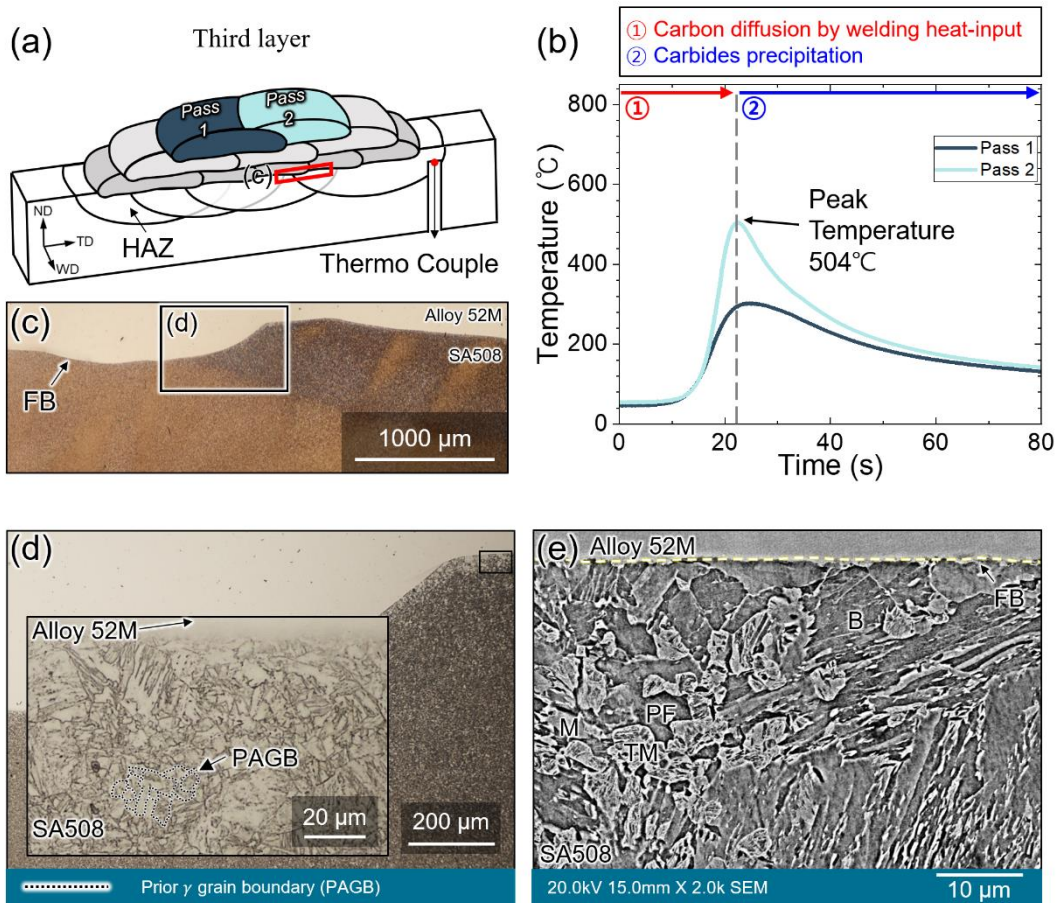 (a)
Third layer
Pass
1
Pass
2
(c)
ND
TD
WD
HAZ
Thermo Couple
(b)
① Carbon diffusion by welding heat-input
② Carbides precipitation
①
②
Pass 1
Pass 2
Peak
Temperature
504℃
Temperature (℃)
800
600
400
200
0
0 20 40 60 80
Time (s)
(c)
(d)
Alloy 52M
SA508
FB
1000 µm
(d)
Alloy 52M
PAGB
SA508
20 µm
200 µm
Prior γ grain boundary (PAGB)
(e)
Alloy 52M
FB
B
M
PF
TM
SA508
20.0kV 15.0mm X 2.0k SEM
10 µm